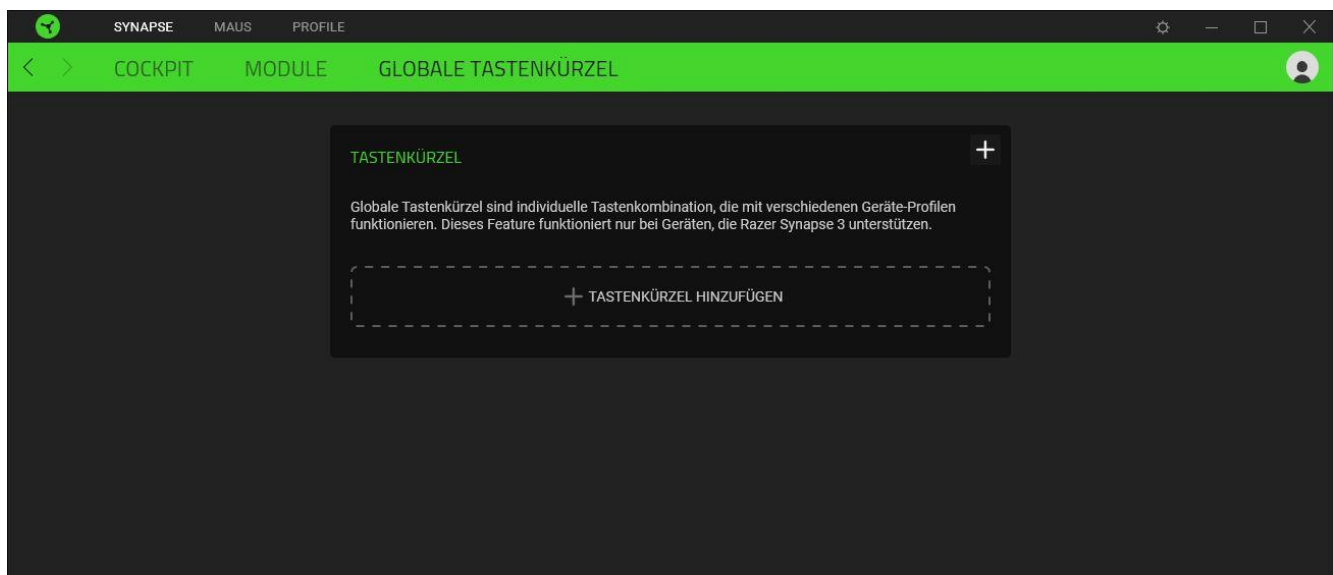 SYNAPSE MAUS PROFILE
COCKPIT MODULE GLOBALE TASTENKÜRZEL
TASTENKÜRZEL
Globale Tastenkürzel sind individuelle Tastenkombination, die mit verschiedenen Geräte-Profilen
funktionieren. Dieses Feature funktioniert nur bei Geräten, die Razer Synapse 3 unterstützen.
TASTENKÜRZEL HINZUFÜGEN